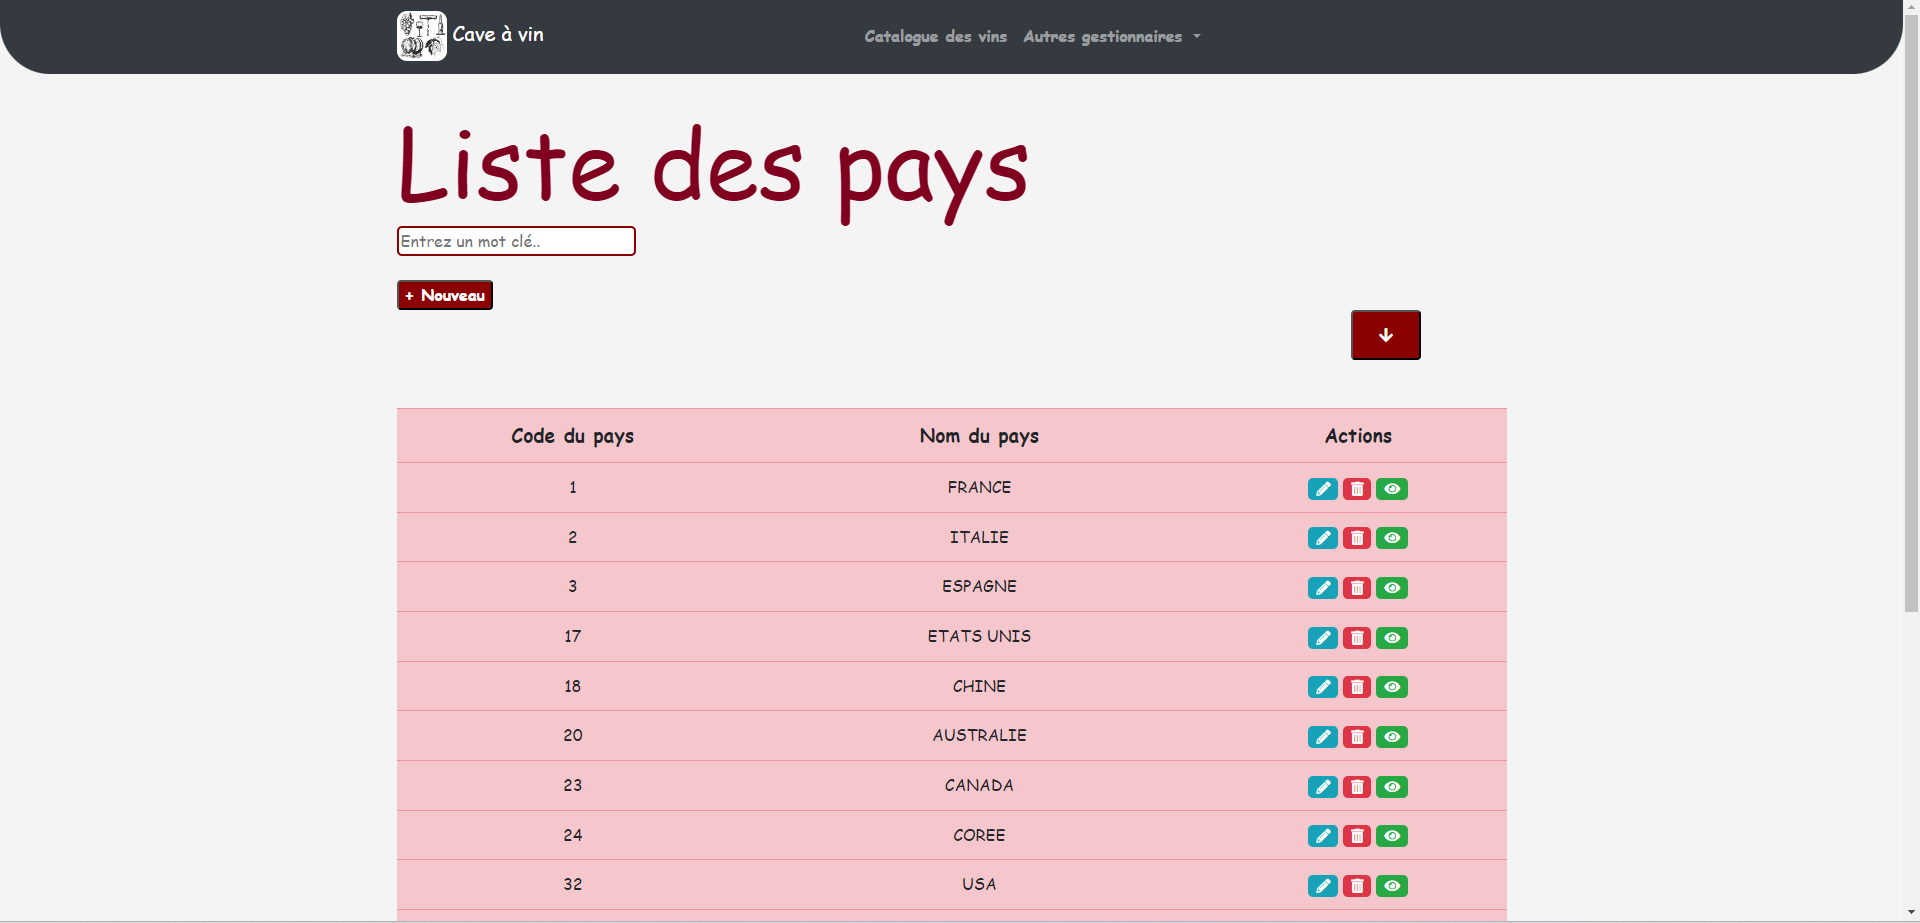 Cave à vin
Catalogue des vins Autres gestionnaires
Liste des pays
Entrez un mot clé..
+ Nouveau
Code du pays Nom du pays Actions
1 FRANCE
2 ITALIE
3 ESPAGNE
17 ETATS UNIS
18 CHINE
20 AUSTRALIE
23 CANADA
24 COREE
32 USA